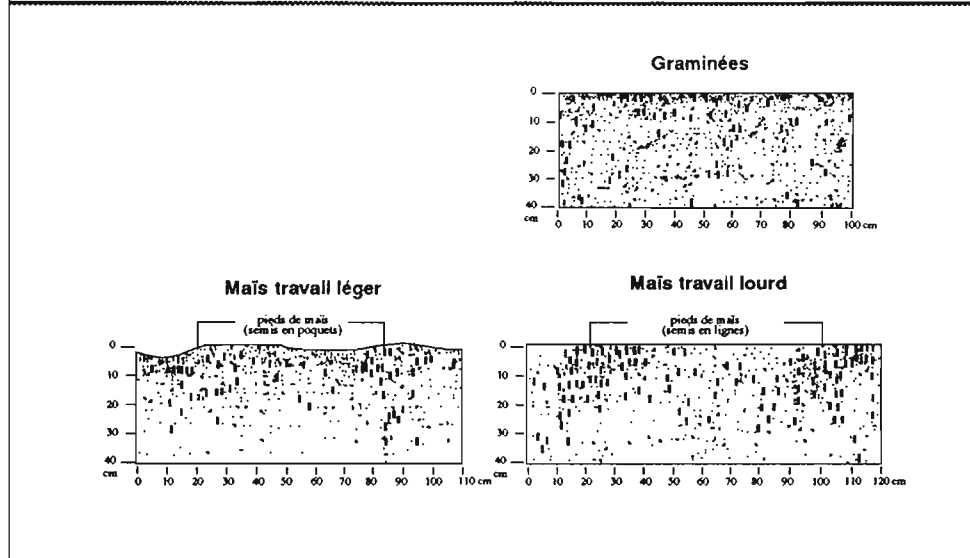 Graminées
0
10
20
30
40
cm
0 10 20 30 40 50 60 70 80 90 100 cm
Maïs travail léger
pieds de maïs
(semis en poquets)
0
10
20
30
40
cm
0 10 20 30 40 50 60 70 80 90 100 110 cm
Maïs travail lourd
pieds de maïs
(semis en lignes)
0
10
20
30
40
cm
0 10 20 30 40 50 60 70 80 90 100 110 120 cm